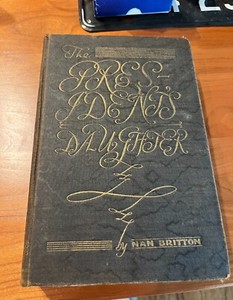 The
PRES-
IDENT'S
DAUGHTER
by NAN BRITTON